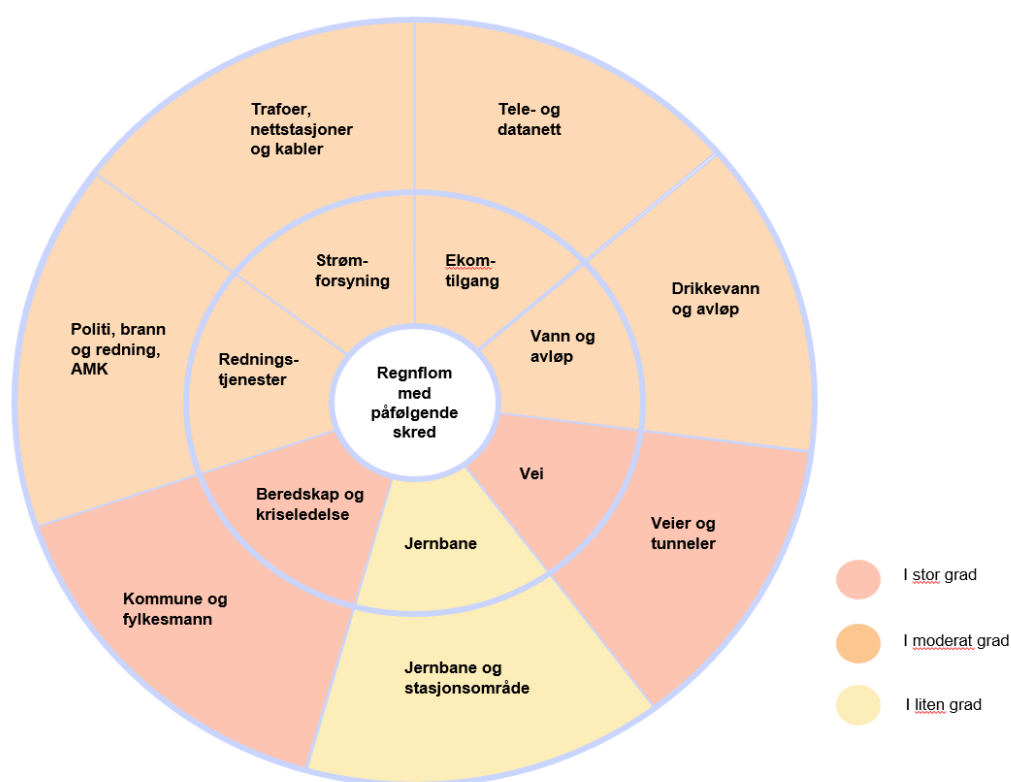 Trafoer,
nettstasjoner
og kabler
Tele- og
datanett
Strøm-
forsyning
Ekom-
tilgang
Drikkevann
og avløp
Politi, brann
og redning,
AMK
Rednings-
tjenester
Vann og
avløp
Regnflom
med
påfølgende
skred
Beredskap og
kriseledelse
Vei
Jernbane
Veier og
tunneler
Kommune og
fylkesmann
Jernbane og
stasjonsområde
I stor grad
I moderat grad
I liten grad